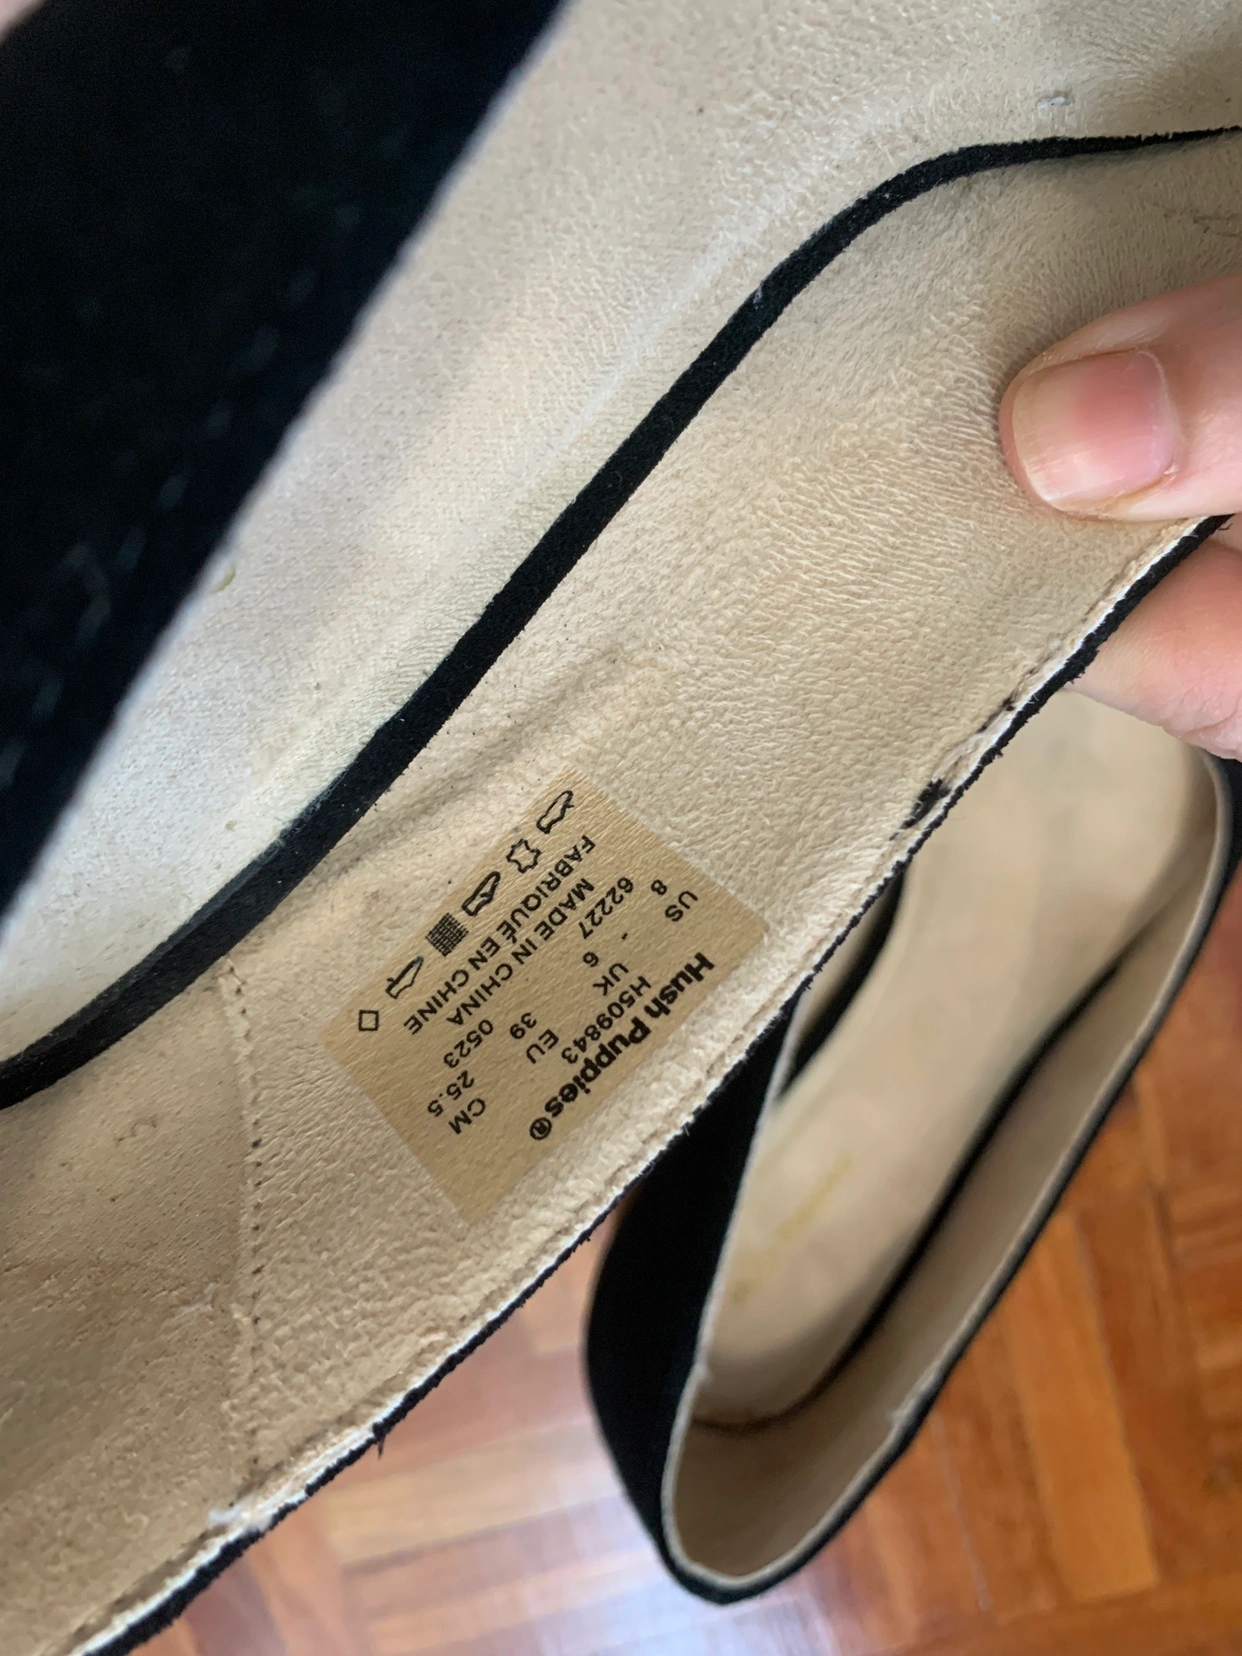 Hush Puppies®
H509843
US UK EU CM
8 6 39 25.5
62227 0523
MADE IN CHINA
FABRIQUÉ EN CHINE